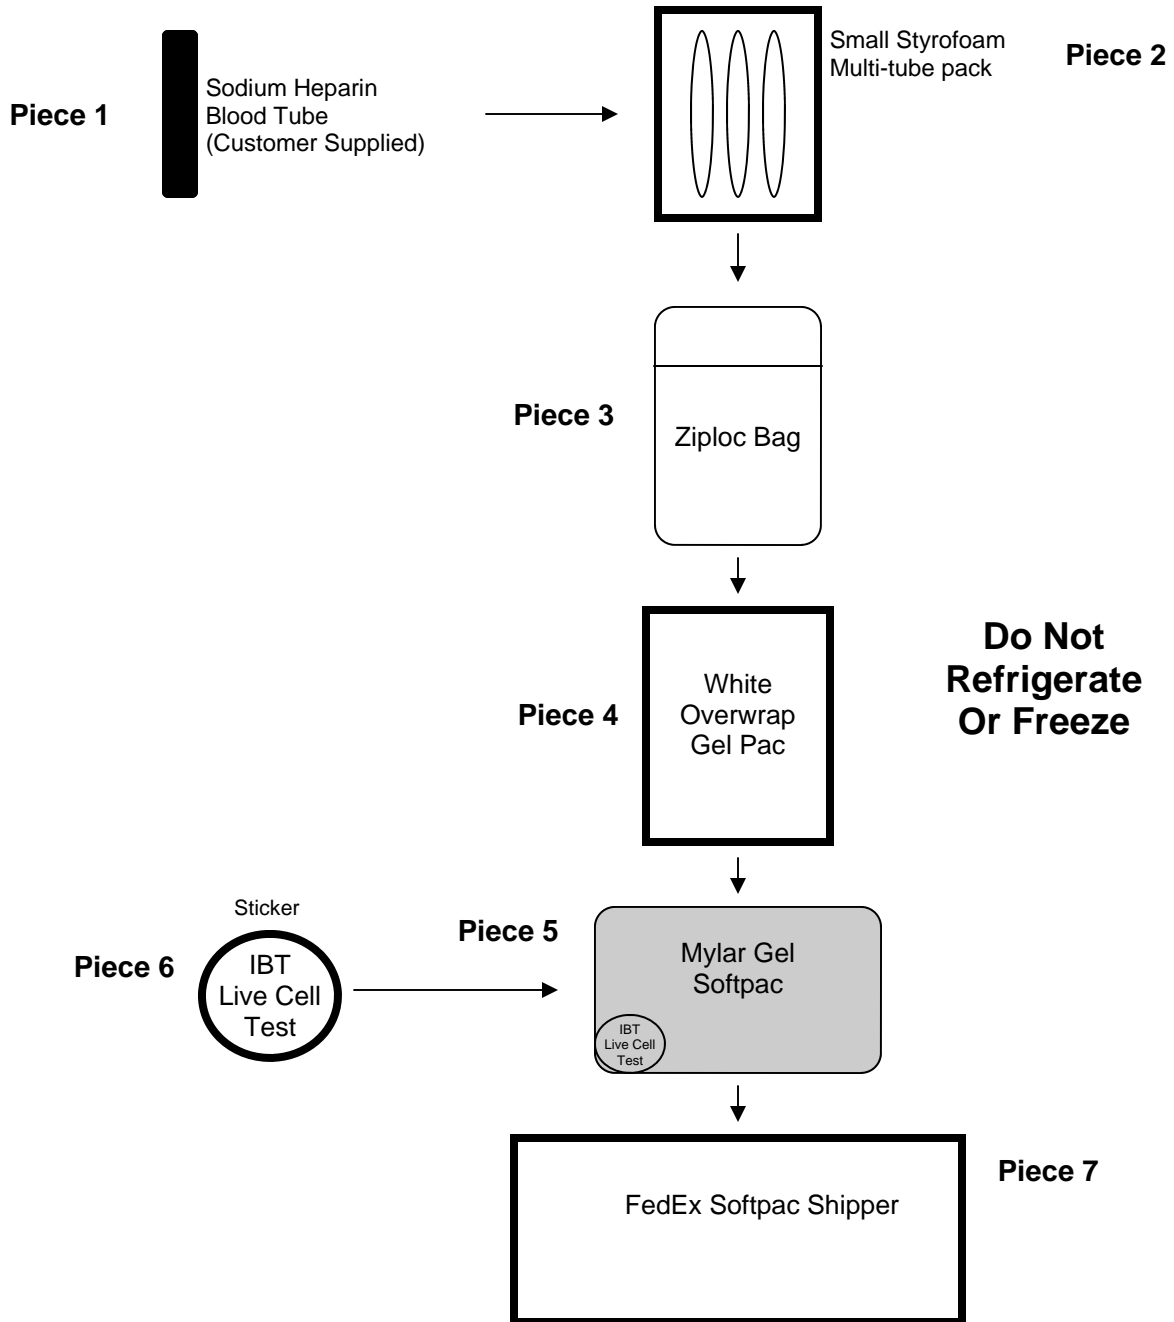 Piece 1
Sodium Heparin
Blood Tube
(Customer Supplied)
Small Styrofoam
Multi-tube pack
Piece 2
Piece 3
Ziploc Bag
Piece 4
White
Overwrap
Gel Pac
Do Not
Refrigerate
Or Freeze
Sticker
Piece 6
IBT
Live Cell
Test
Piece 5
Mylar Gel
Softpac
IBT
Live Cell
Test
Piece 7
FedEx Softpac Shipper